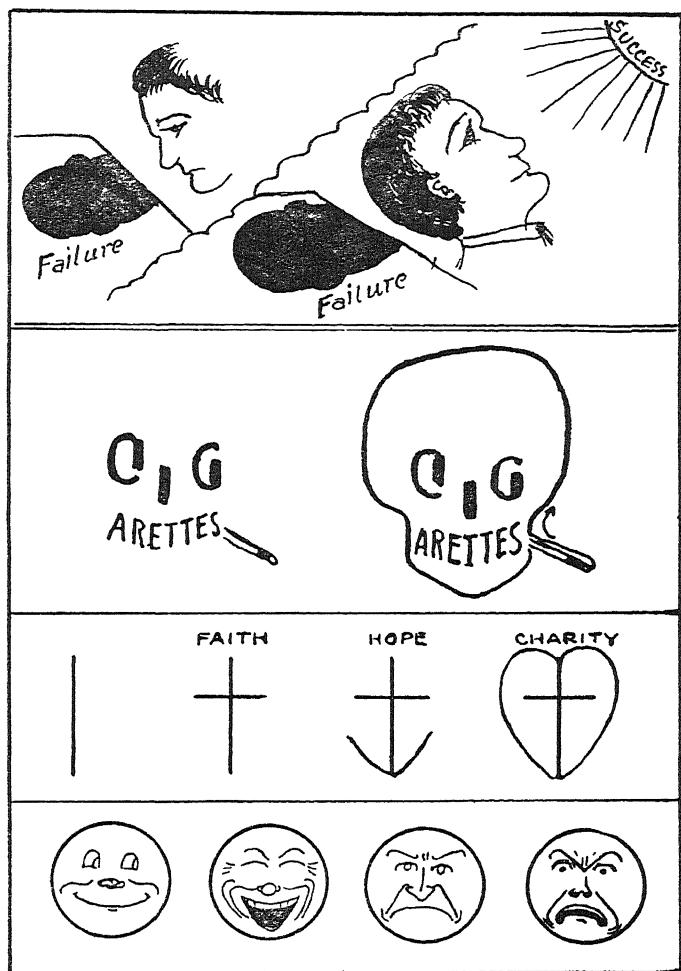 SUCCESS
Failure
Failure
CIG
ARETTES
CIG
ARETTES
FAITH HOPE CHARITY